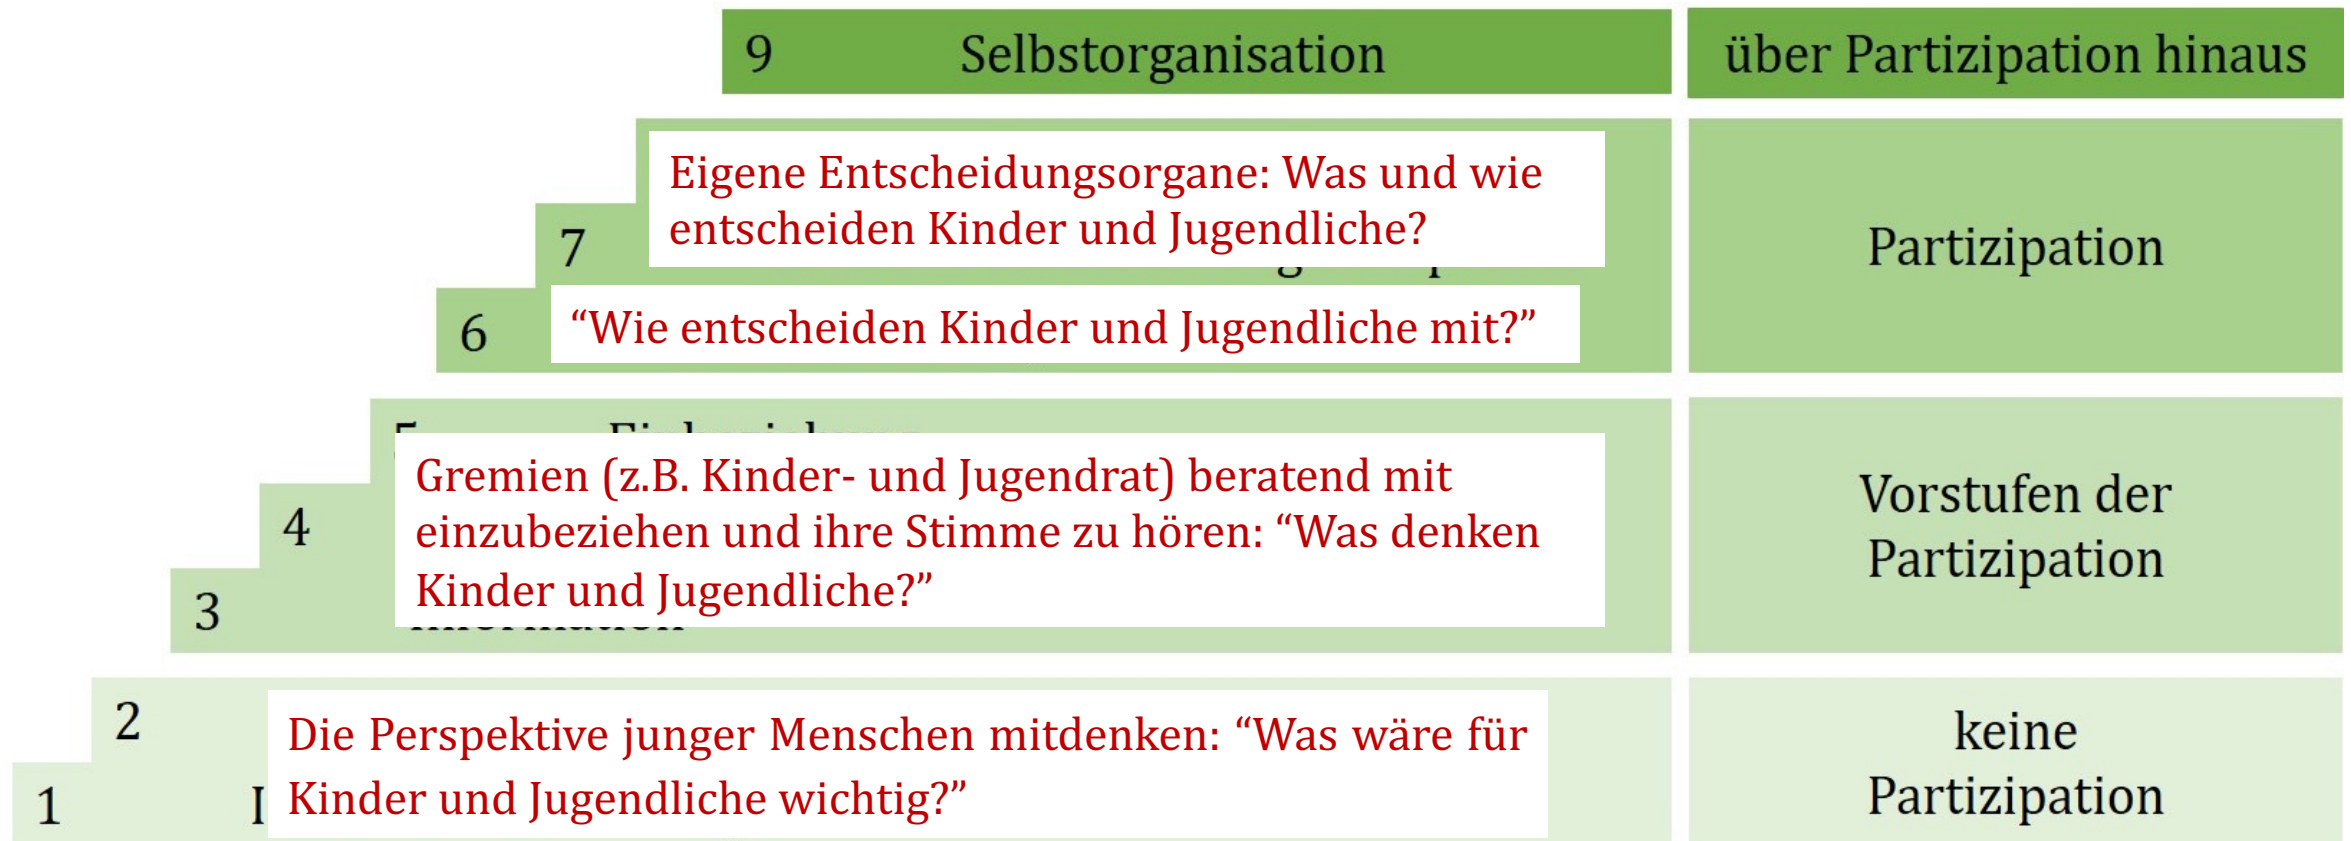 9 Selbstorganisation über Partizipation hinaus
Eigene Entscheidungsorgane: Was und wie
entscheiden Kinder und Jugendliche?
7
Partizipation
6 “Wie entscheiden Kinder und Jugendliche mit?”
Gremien (z.B. Kinder- und Jugendrat) beratend mit
einzubeziehen und ihre Stimme zu hören: “Was denken
Kinder und Jugendliche?”
4
3
Vorstufen der
Partizipation
2
Die Perspektive junger Menschen mitdenken: “Was wäre für
Kinder und Jugendliche wichtig?”
1
keine
Partizipation